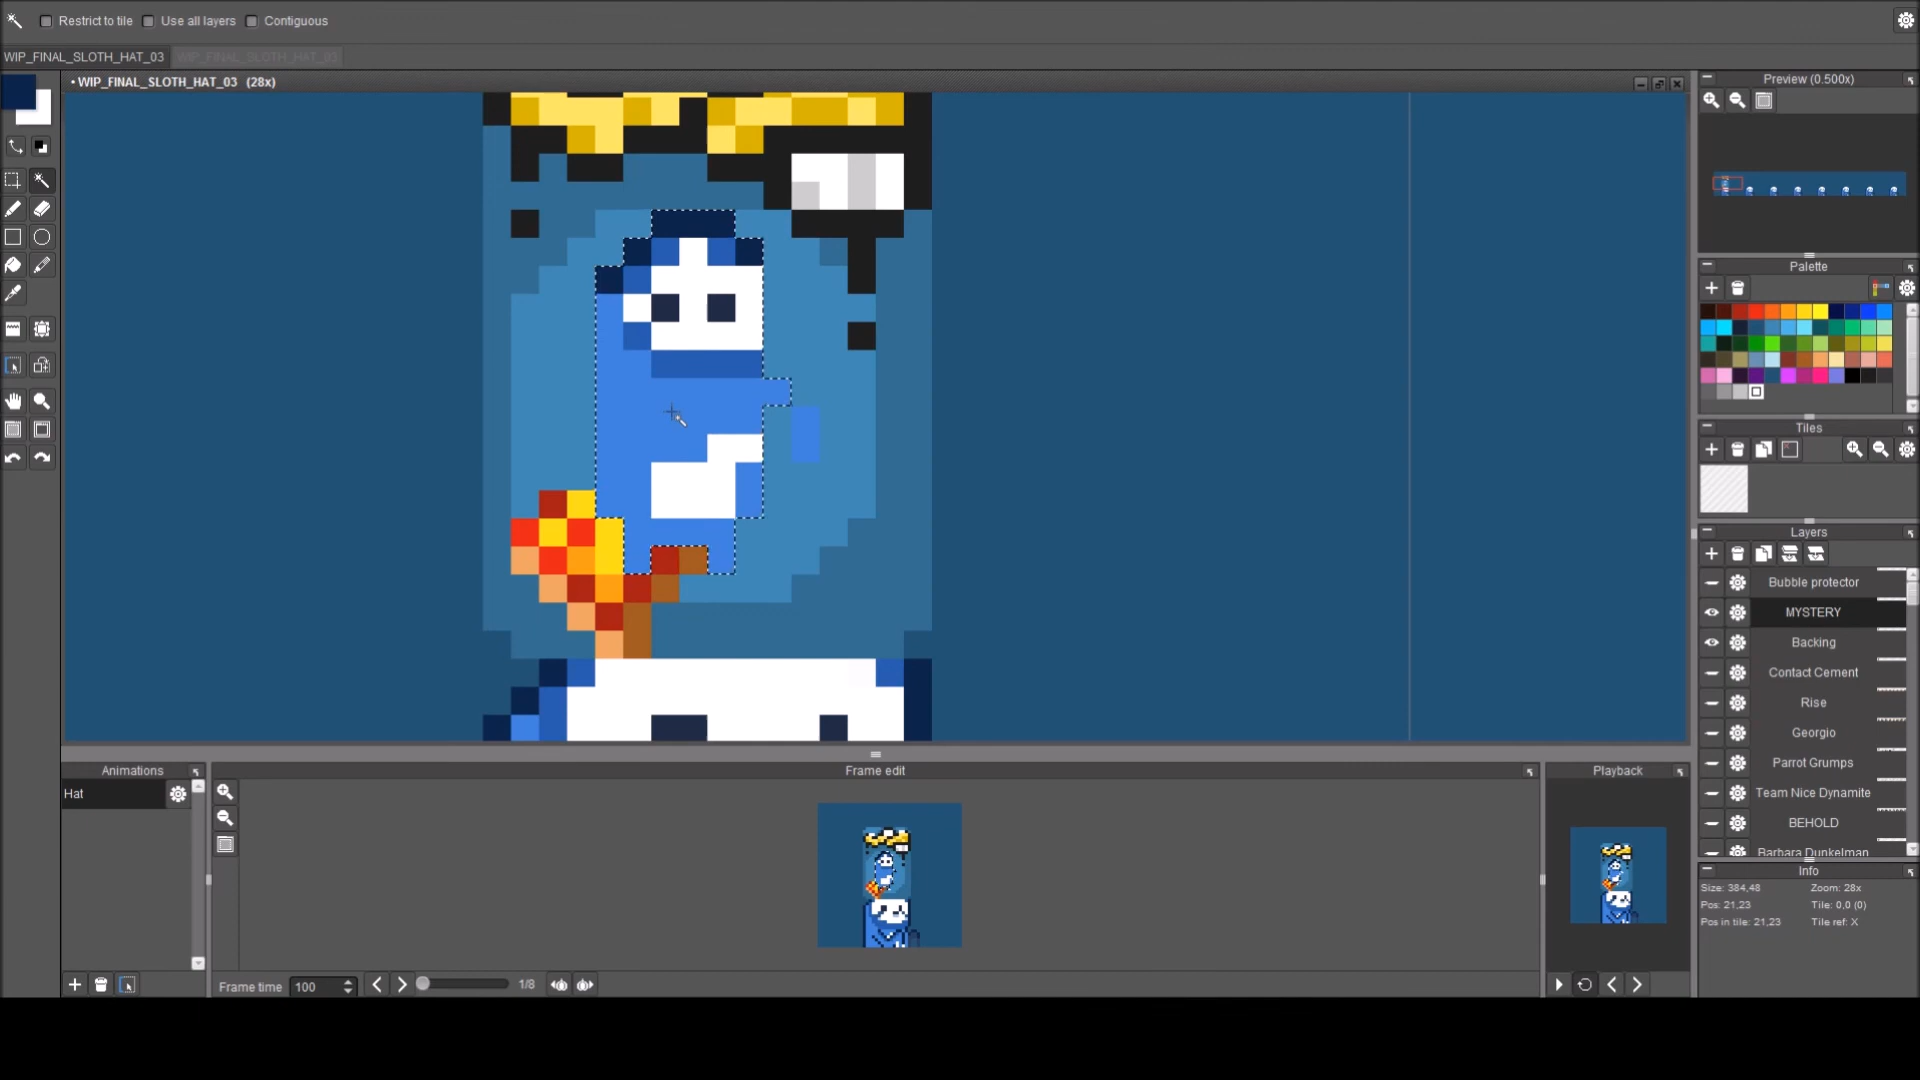 Restrict to tile Use all layers Contiguous
WIP_FINAL_SLOTH_HAT_03 WIP_FINAL_SLOTH_HAT_03
• WIP_FINAL_SLOTH_HAT_03 (28x)
Preview (0.500x)
Palette
Tiles
Layers
Bubble protector
MYSTERY
Backing
Contact Cement
Rise
Georgio
Parrot Grumps
Team Nice Dynamite
BEHOLD
Barbara Dunkelman
Info
Size: 384,48 Zoom: 28x
Pos: 21,23 Tile: 0,0 (0)
Pos in tile: 21,23 Tile ref: X
Animations
Hat
Frame edit
Frame time 100 1/8
Playback